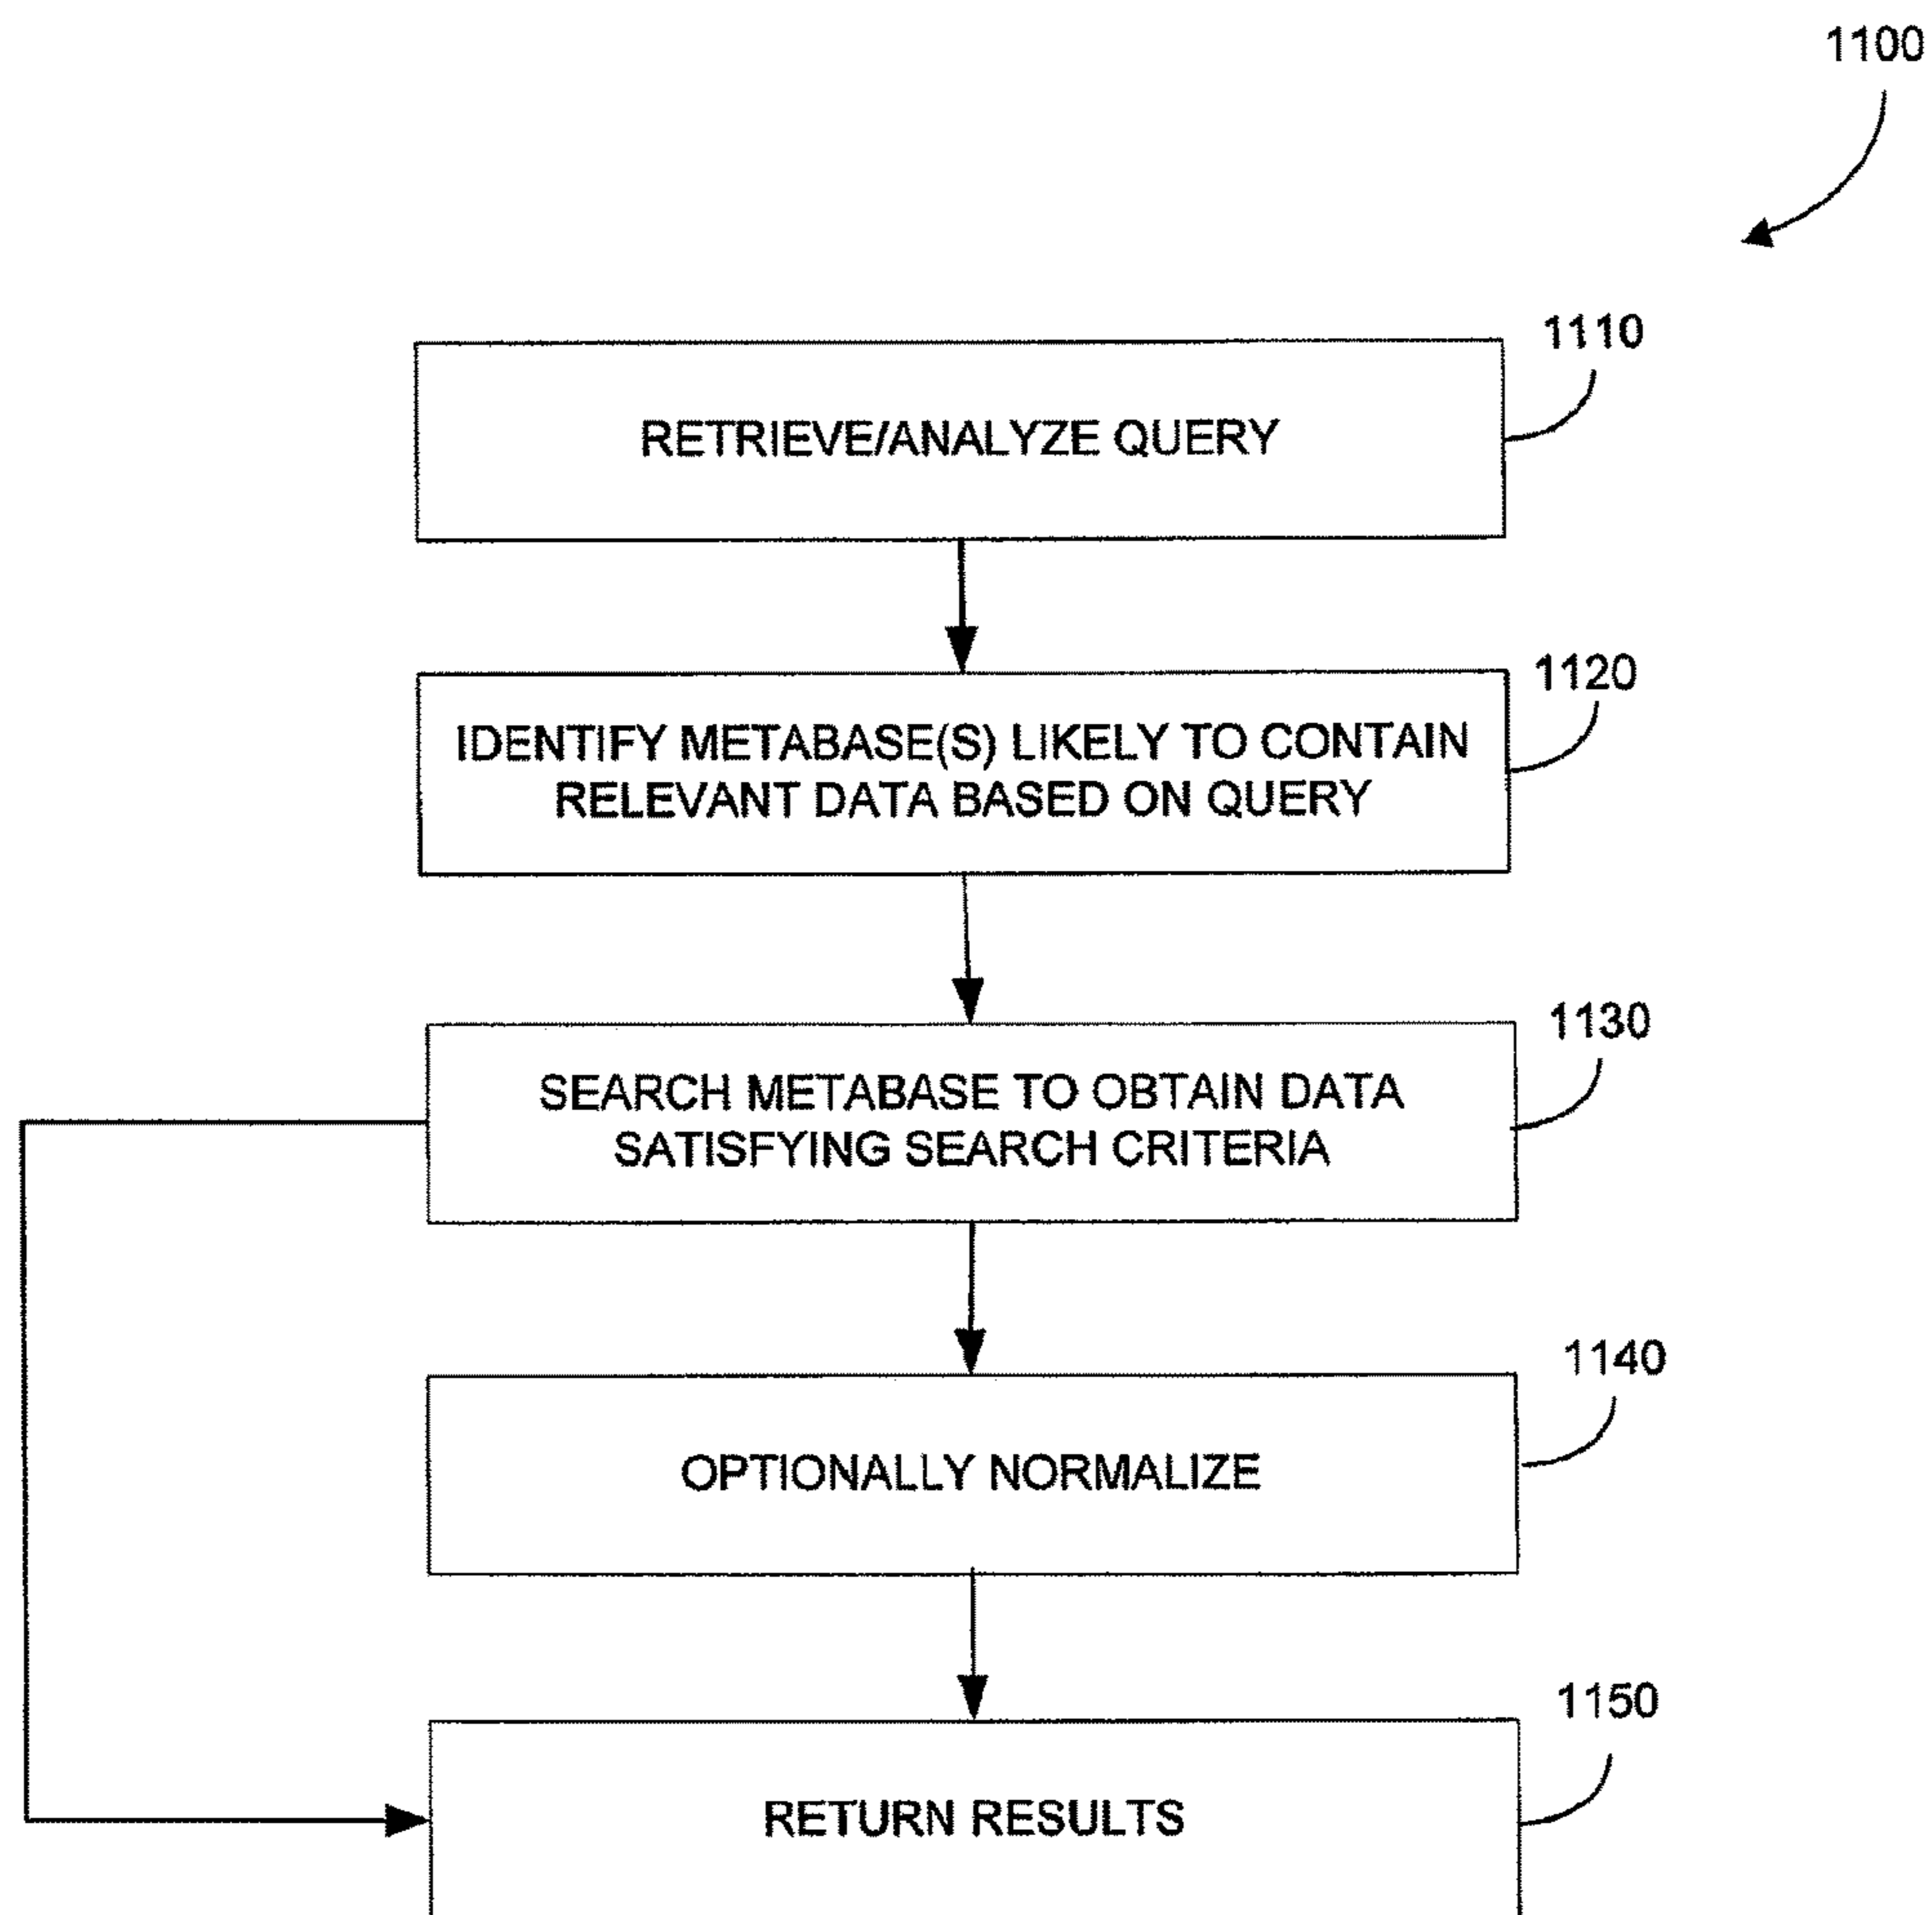 1100
1110
RETRIEVE/ANALYZE QUERY
1120
IDENTIFY METABASE(S) LIKELY TO CONTAIN
RELEVANT DATA BASED ON QUERY
1130
SEARCH METABASE TO OBTAIN DATA
SATISFYING SEARCH CRITERIA
1140
OPTIONALLY NORMALIZE
1150
RETURN RESULTS